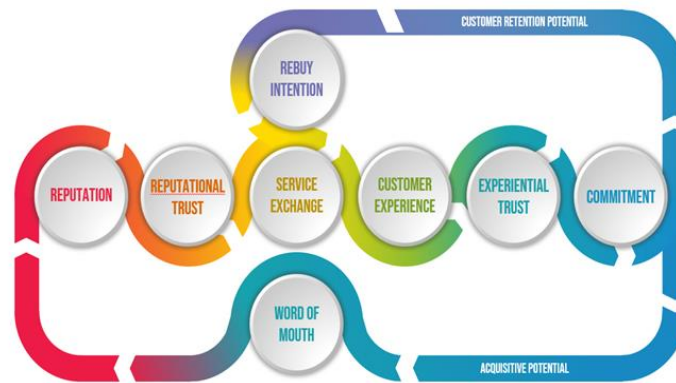 CUSTOMER RETENTION POTENTIAL
REBUY
INTENTION
REPUTATION
REPUTATIONAL
TRUST
SERVICE
EXCHANGE
CUSTOMER
EXPERIENCE
EXPERIENTIAL
TRUST
COMMITMENT
WORD OF
MOUTH
ACQUISITIVE POTENTIAL